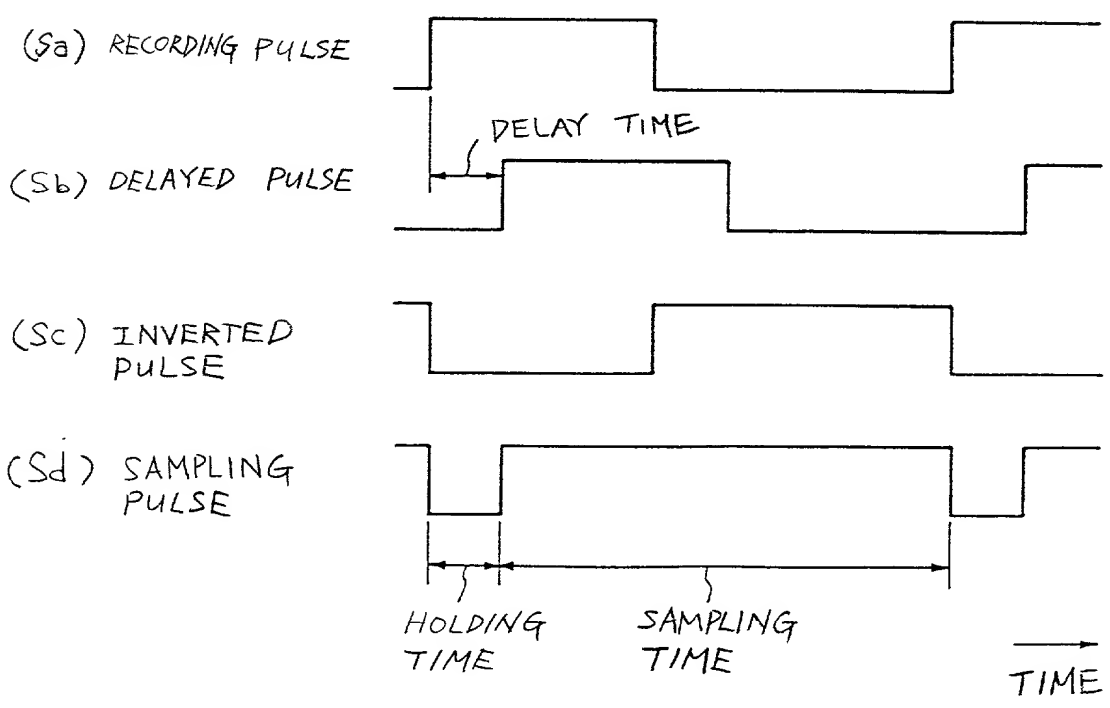 (Sa) RECORDING PULSE
DELAY TIME
(Sb) DELAYED PULSE
(Sc) INVERTED
PULSE
(Sd) SAMPLING
PULSE
HOLDING
TIME
SAMPLING
TIME
TIME